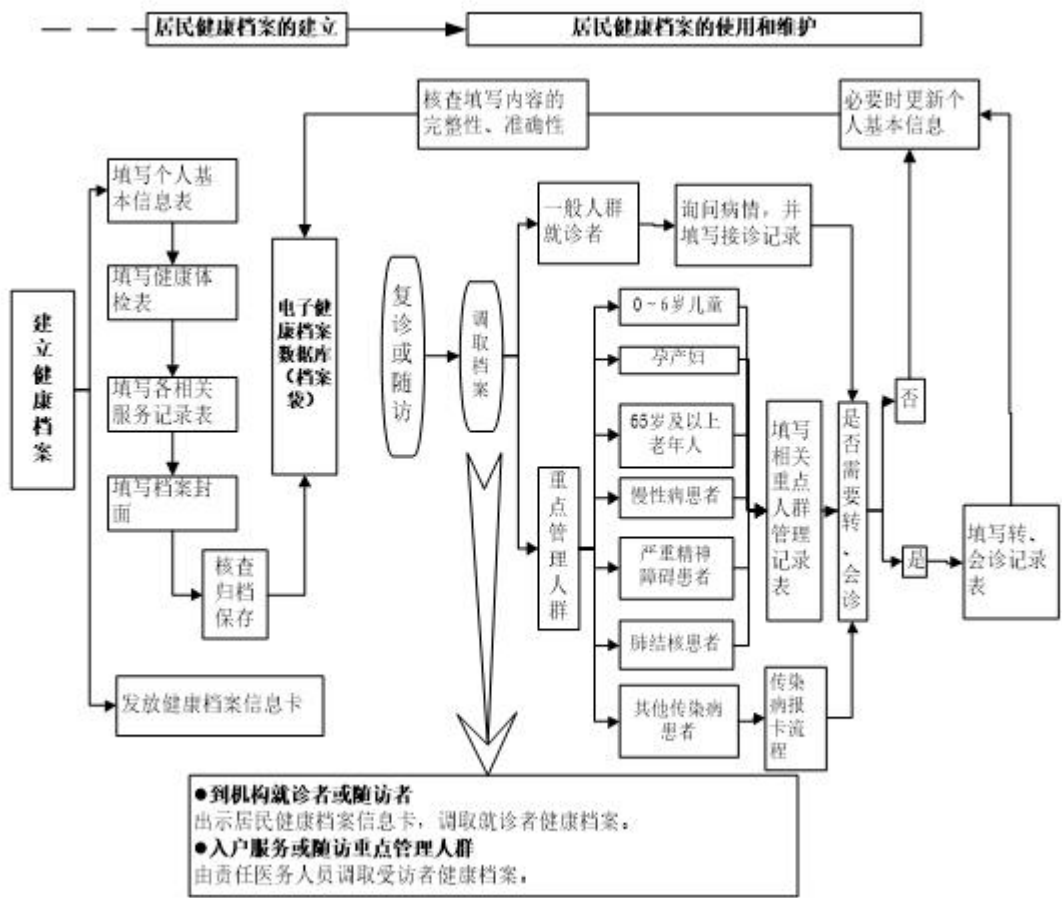 居民健康档案的建立
居民健康档案的使用和维护
核查填写内容的
完整性、准确性
必要时更新个
人基本信息
填写个人基
本信息表
填写健康体
检表
填写各相关
服务记录表
填写档案封
面
核查
归档
保存
发放健康档案信息卡
建立健康档案
电子健
康档案
数据库
（档案
袋）
复诊或随访
调取档案
一般人群
就诊者
询问病情，并
填写接诊记录
重点管理人群
0～6岁儿童
孕产妇
65岁及以上
老年人
慢性病患者
严重精神
障碍患者
肺结核患者
其他传染病
患者
填写
相关
重点
人群
管理
记录
表
传染
病报
卡流
程
是否需要转、会诊
否
是
填写转、
会诊记录
表
●到机构就诊者或随访者
出示居民健康档案信息卡，调取就诊者健康档案。
●入户服务或随访重点管理人群
由责任医务人员调取受访者健康档案。